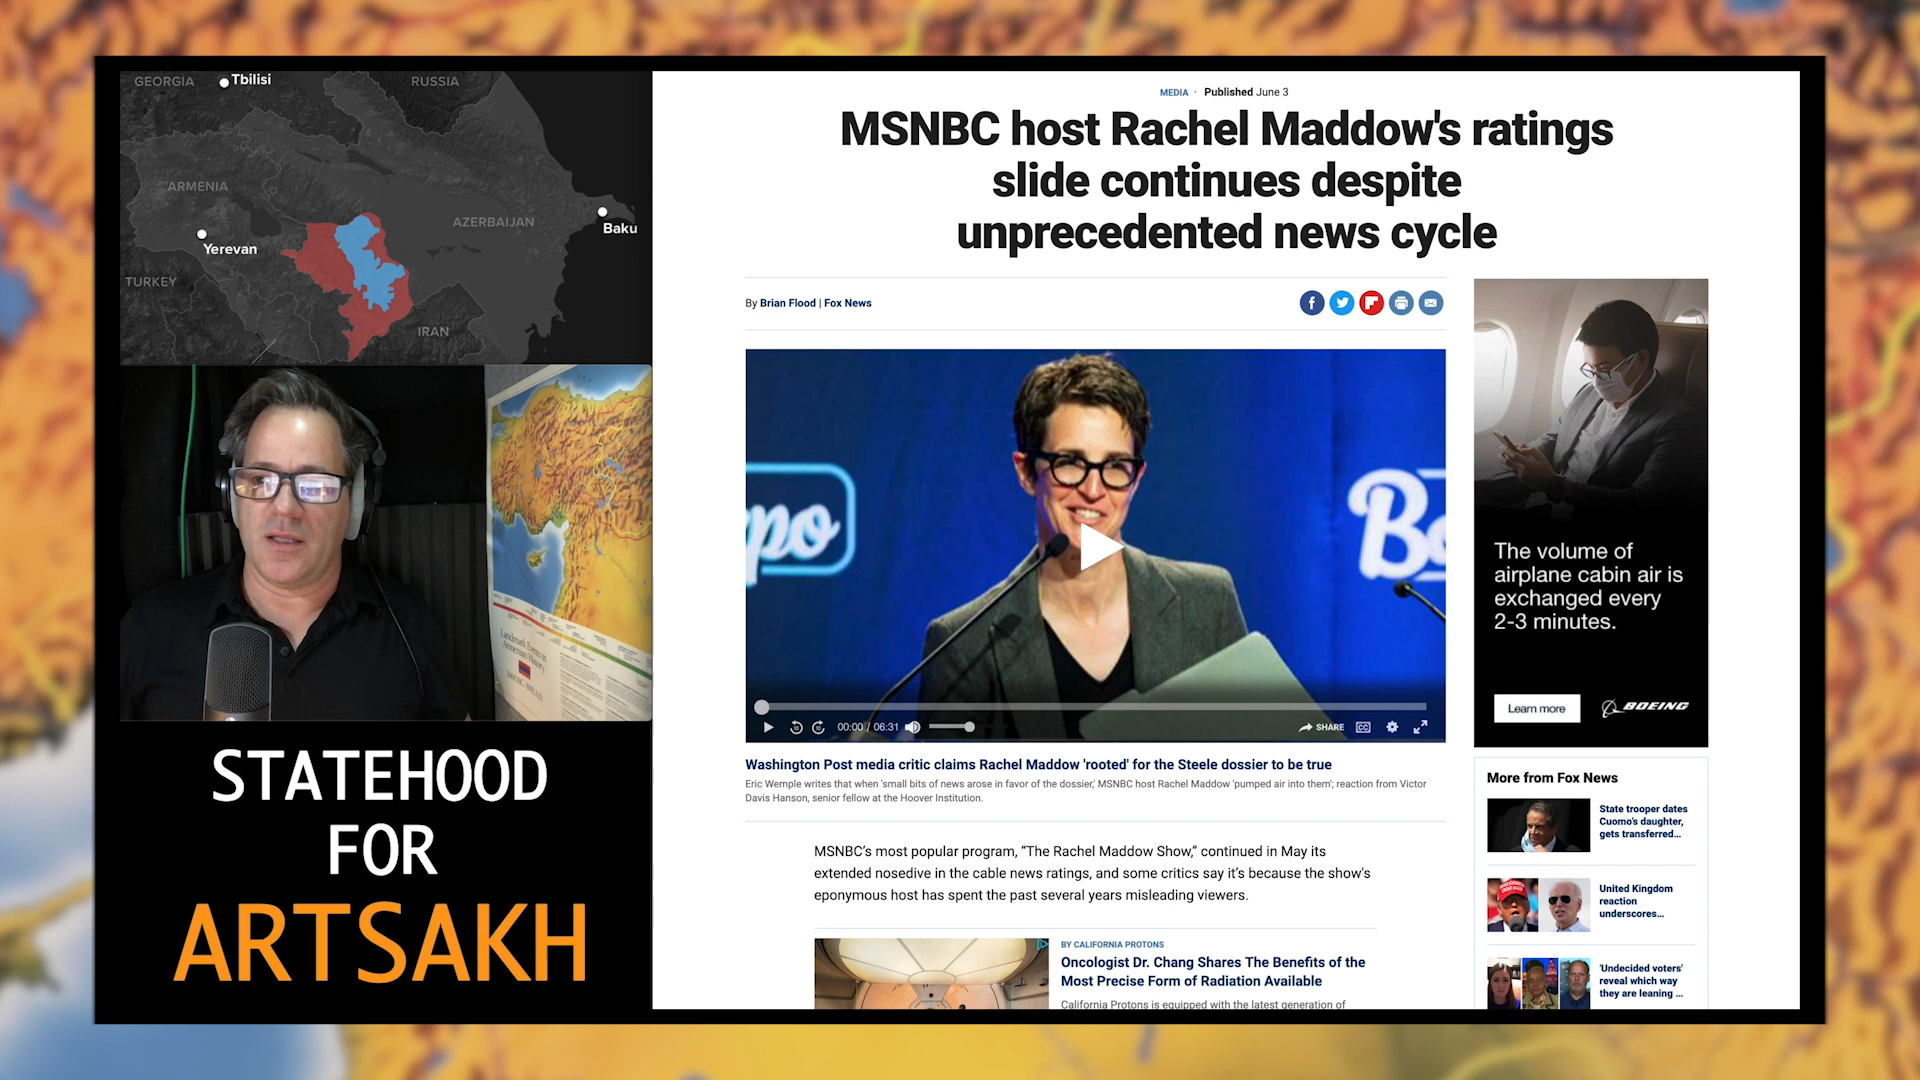 GEORGIA
Tbilisi
RUSSIA
ARMENIA
AZERBAIJAN
Baku
Yerevan
TURKEY
IRAN
Landmark Events in
Armenian History
STATEHOOD
FOR
ARTSAKH
MEDIA · Published June 3
MSNBC host Rachel Maddow's ratings
slide continues despite
unprecedented news cycle
By Brian Flood | Fox News
po
B
00:00 / 06:31
SHARE
CC
Washington Post media critic claims Rachel Maddow 'rooted' for the Steele dossier to be true
Eric Wemple writes that when 'small bits of news arose in favor of the dossier,' MSNBC host Rachel Maddow 'pumped air into them'; reaction from Victor
Davis Hanson, senior fellow at the Hoover Institution.
MSNBC's most popular program, “The Rachel Maddow Show,” continued in May its
extended nosedive in the cable news ratings, and some critics say it's because the show's
eponymous host has spent the past several years misleading viewers.
BY CALIFORNIA PROTONS
Oncologist Dr. Chang Shares The Benefits of the
Most Precise Form of Radiation Available
California Protons is equipped with the latest generation of
The volume of
airplane cabin air is
exchanged every
2-3 minutes.
Learn more
BOEING
More from Fox News
State trooper dates
Cuomo's daughter,
gets transferred...
United Kingdom
reaction
underscores...
'Undecided voters'
reveal which way
they are leaning ...